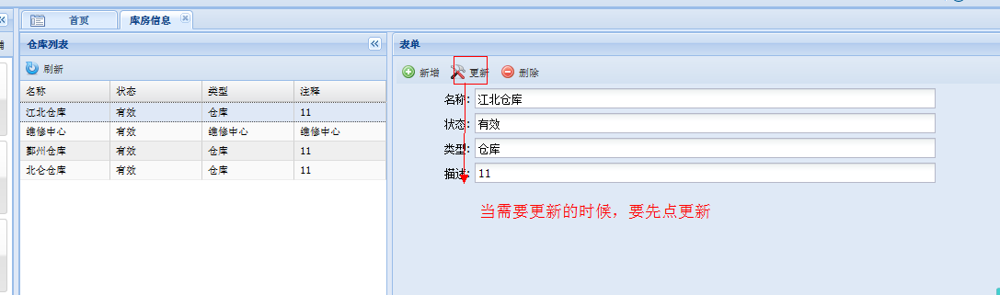 首页 库房信息
仓库列表
刷新
名称 状态 类型 注释
江北仓库 有效 仓库 11
维修中心 有效 维修中心 维修中心
鄞州仓库 有效 仓库 11
北仑仓库 有效 仓库 11
表单
新增 更新 删除
名称: 江北仓库
状态: 有效
类型: 仓库
描述: 11
当需要更新的时候，要先点更新